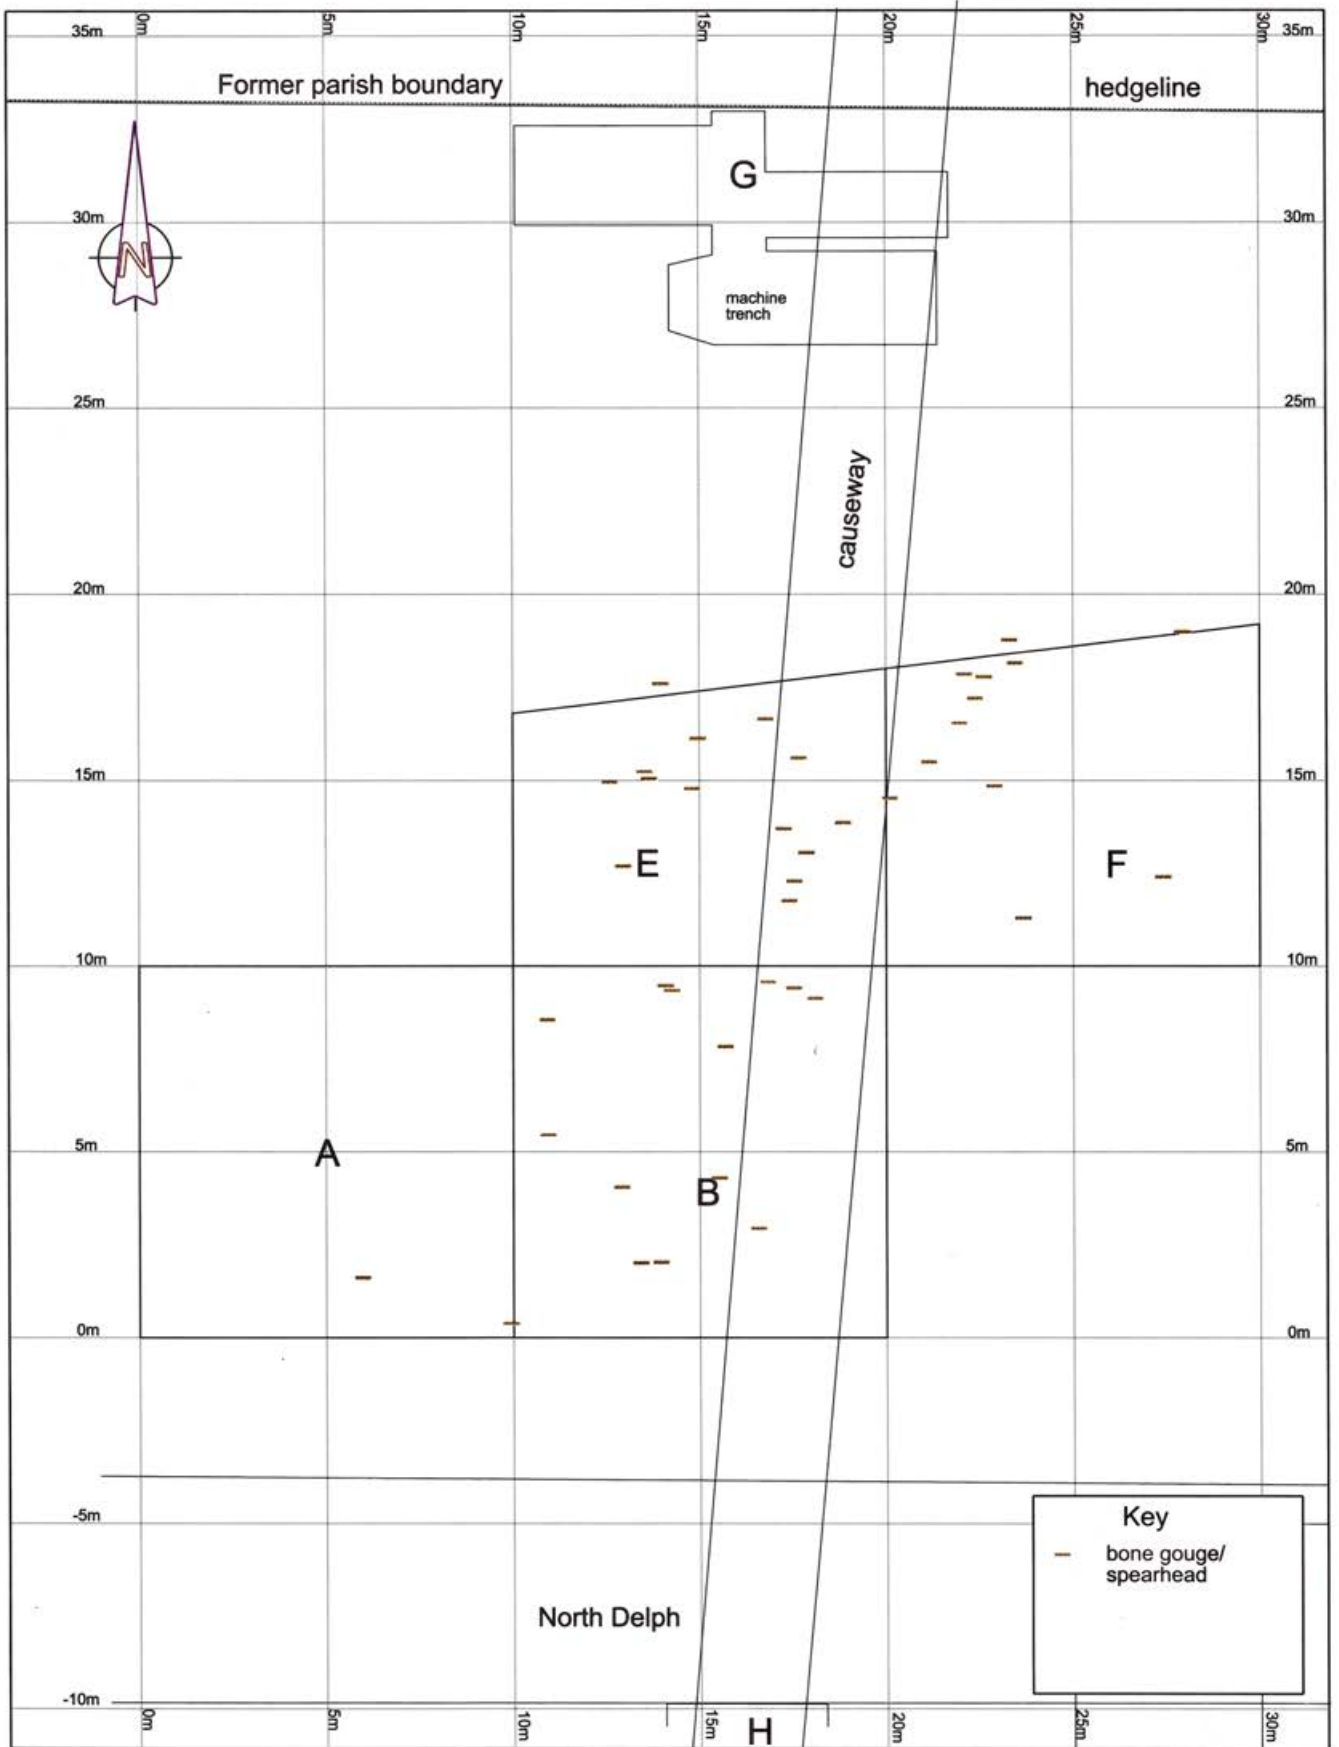 0m 5m 10m 15m 20m 25m 30m
35m 35m
Former parish boundary hedgeline
G
30m 30m
N
machine
trench
25m 25m
causeway
20m 20m
15m 15m
E F
10m 10m
A
5m 5m
B
0m 0m
Key
-5m
bone gouge/
spearhead
North Delph
-10m
0m 5m 10m 15m 20m 25m 30m
H